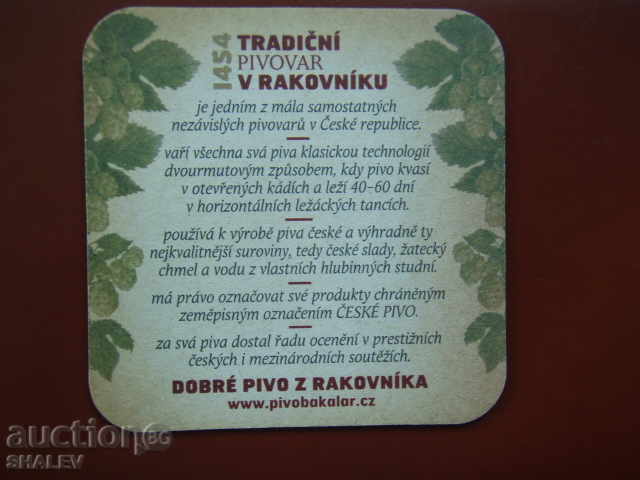 1454
TRADIČNÍ
PIVOVAR
V RAKOVNÍKU
je jedním z mála samostatných
nezávislých pivovarů v České republice.
vaří všechna svá piva klasickou technologií
dvourmutovým způsobem, kdy pivo kvasí
v otevřených kádích a leží 40–60 dní
v horizontálních ležáckých tancích.
používá k výrobě piva české a výhradně ty
nejkvalitnější suroviny, tedy české slady, žatecký
chmel a vodu z vlastních hlubinných studní.
má právo označovat své produkty chráněným
zeměpisným označením ČESKÉ PIVO.
za svá piva dostal řadu ocenění v prestižních
českých i mezinárodních soutěžích.
DOBRÉ PIVO Z RAKOVNÍKA
www.pivobakalar.cz
auction.bg
SHALEV